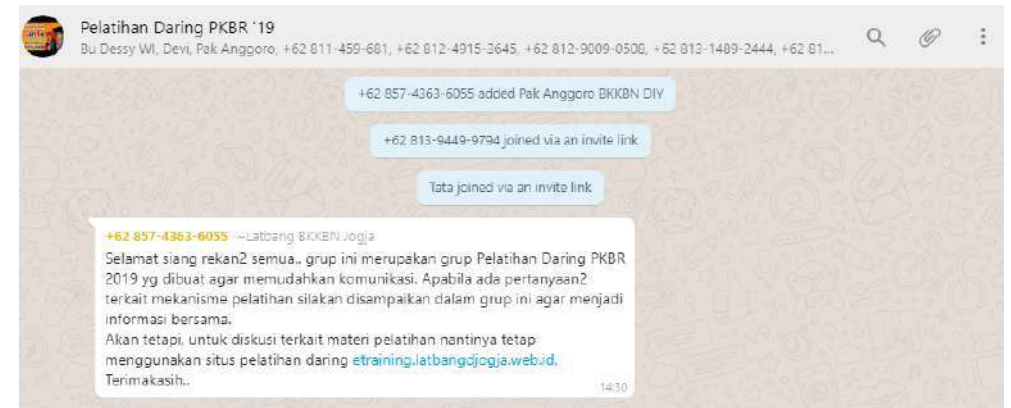 Pelatihan Daring PKBR '19
Bu Dessy WI, Devi, Pak Anggoro, +62 811-459-681, +62 812-4915-3645, +62 812-9009-0508, +62 813-1489-2444, +62 81...
+62 857-4363-6055 added Pak Anggoro BKKBN DIY
+62 813-9449-9794 joined via an invite link
Tata joined via an invite link
+62 857-4363-6055 ~Latbang BKKBN Jogja
Selamat siang rekan2 semua.. grup ini merupakan grup Pelatihan Daring PKBR
2019 yg dibuat agar memudahkan komunikasi. Apabila ada pertanyaan2
terkait mekanisme pelatihan silakan disampaikan dalam grup ini agar menjadi
informasi bersama.
Akan tetapi, untuk diskusi terkait materi pelatihan nantinya tetap
menggunakan situs pelatihan daring etraining.latbangdjogja.web.id.
Terimakasih..
14:30